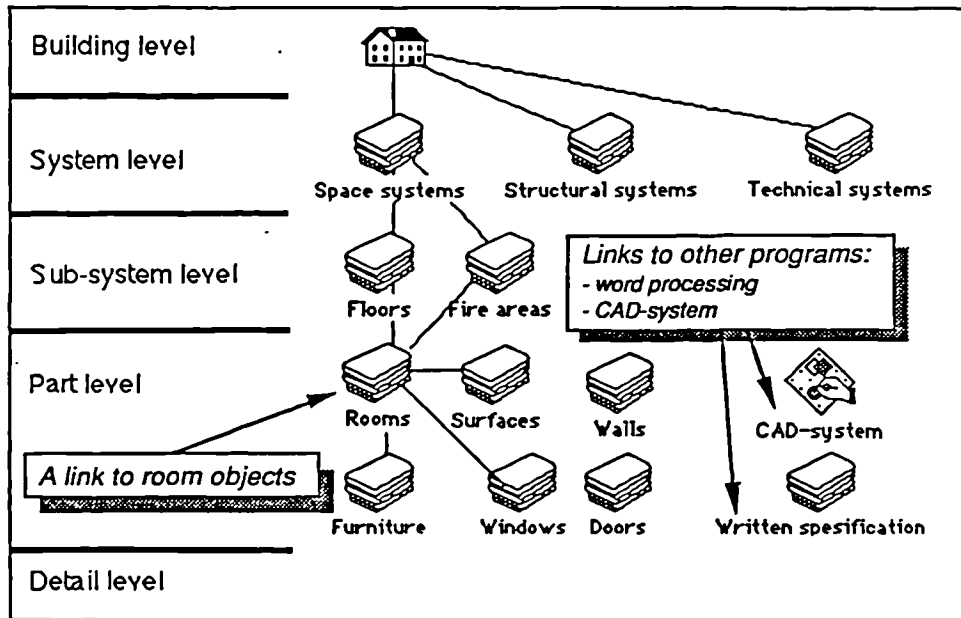 Building level
System level
Space systems
Structural systems
Technical systems
Sub-system level
Floors
Fire areas
Links to other programs:
- word processing
- CAD-system
Part level
Rooms
Surfaces
Walls
CAD-system
A link to room objects
Furniture
Windows
Doors
Written spesification
Detail level